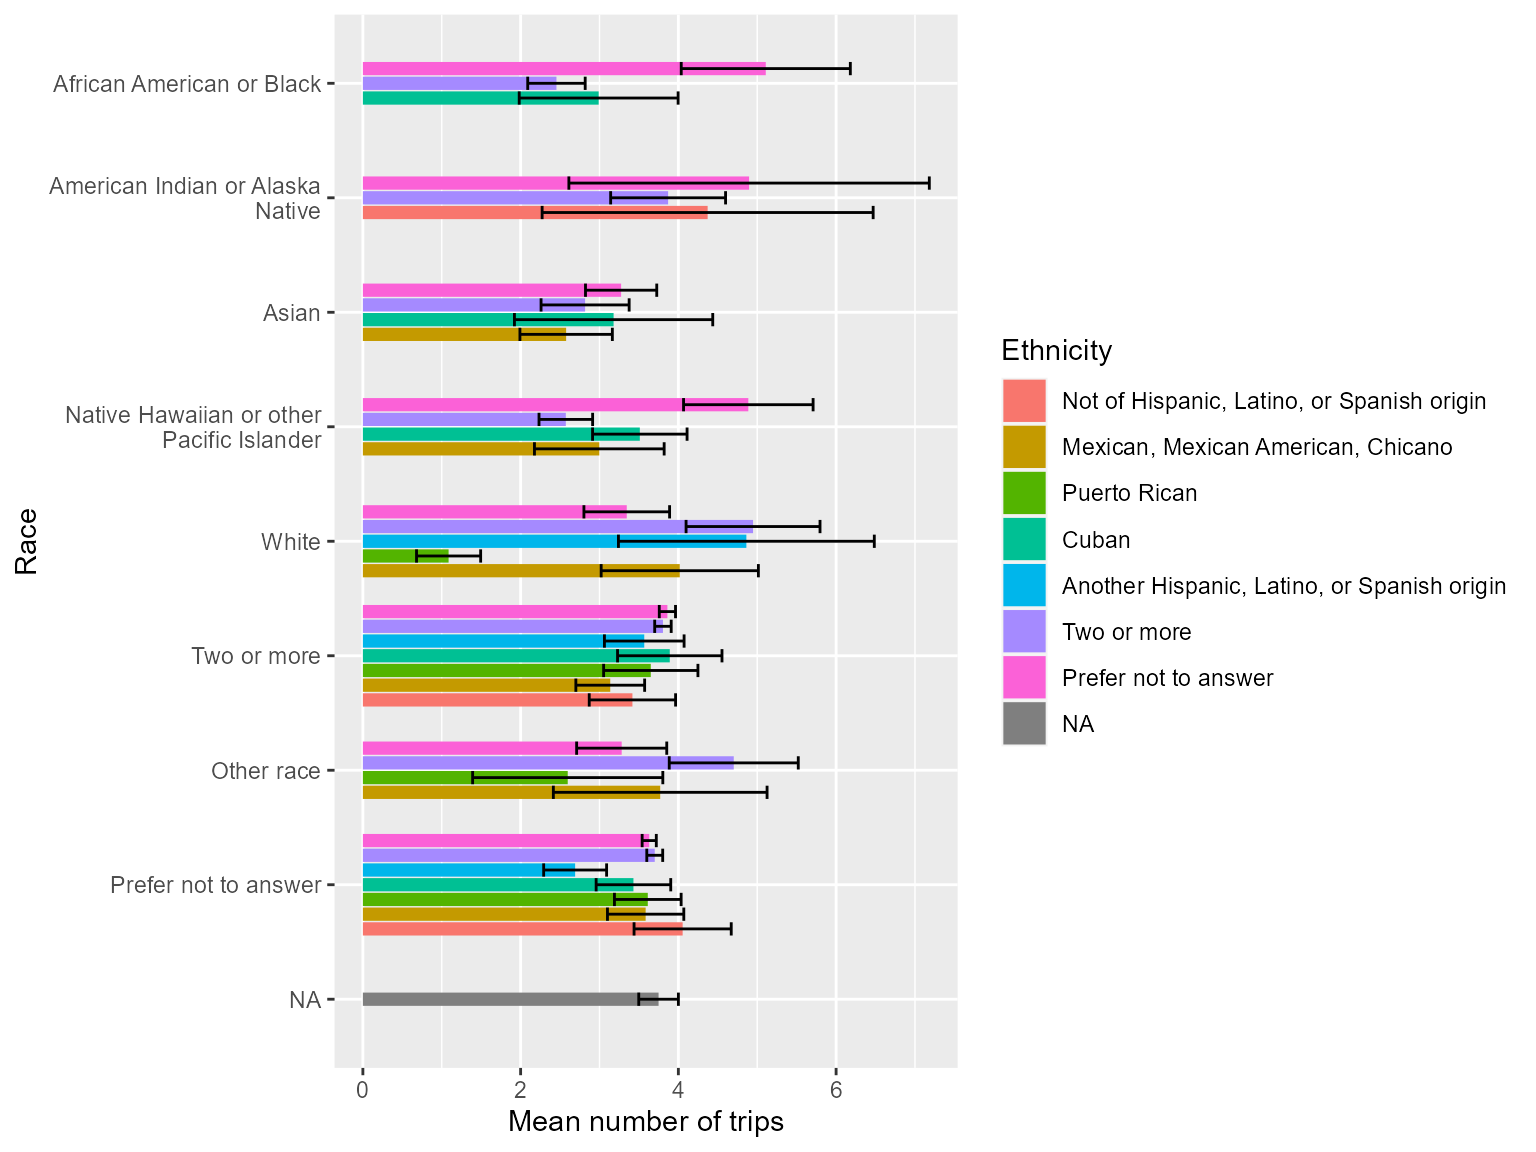 Race
African American or Black
American Indian or Alaska
Native
Asian
Native Hawaiian or other
Pacific Islander
White
Two or more
Other race
Prefer not to answer
NA
0 2 4 6
Mean number of trips
Ethnicity
Not of Hispanic, Latino, or Spanish origin
Mexican, Mexican American, Chicano
Puerto Rican
Cuban
Another Hispanic, Latino, or Spanish origin
Two or more
Prefer not to answer
NA